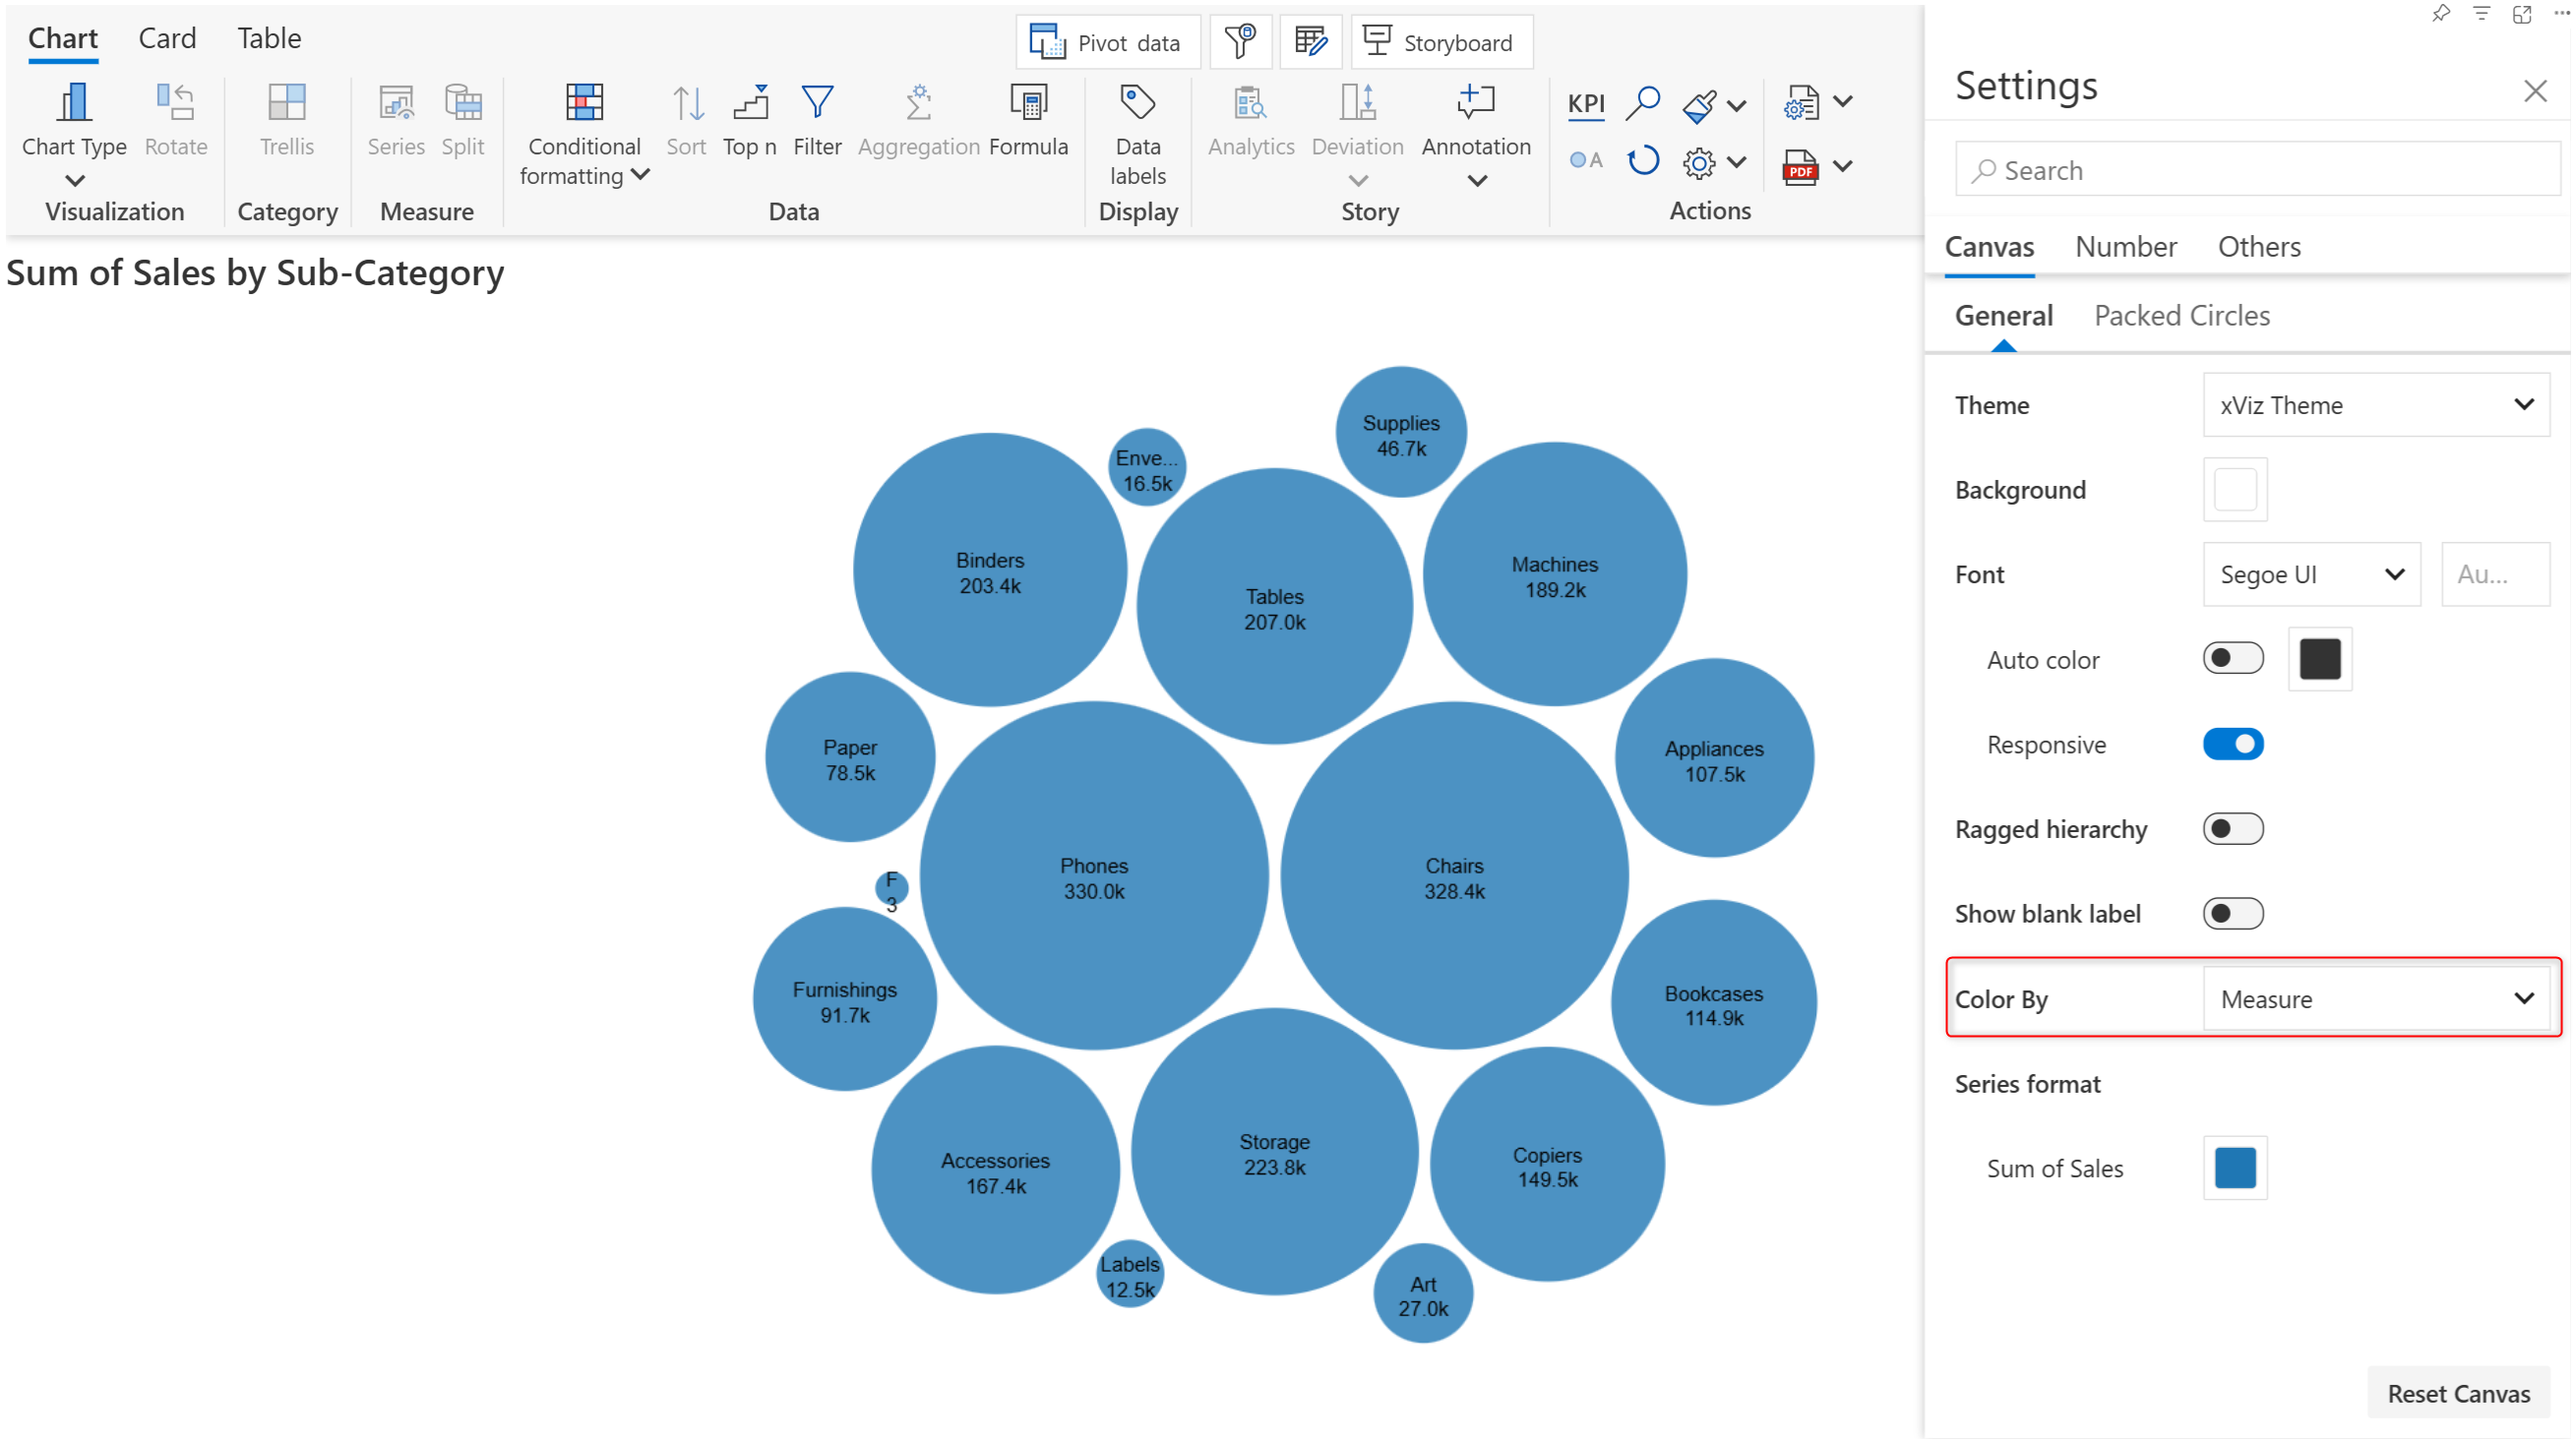 Chart Card Table
Pivot data Storyboard
Chart Type Rotate Trellis Series Split Conditional formatting Sort Top n Filter Aggregation Formula Data labels Analytics Deviation Annotation KPI
A
PDF
Visualization Category Measure Data Display Story Actions
Sum of Sales by Sub-Category
Supplies
46.7k
Enve...
16.5k
Binders
203.4k
Machines
189.2k
Tables
207.0k
Paper
78.5k
Appliances
107.5k
Phones
330.0k
Chairs
328.4k
F
3
Furnishings
91.7k
Bookcases
114.9k
Accessories
167.4k
Storage
223.8k
Copiers
149.5k
Labels
12.5k
Art
27.0k
Settings
Search
Canvas Number Others
General Packed Circles
Theme xViz Theme
Background
Font Segoe UI Au...
Auto color
Responsive
Ragged hierarchy
Show blank label
Color By Measure
Series format
Sum of Sales
Reset Canvas